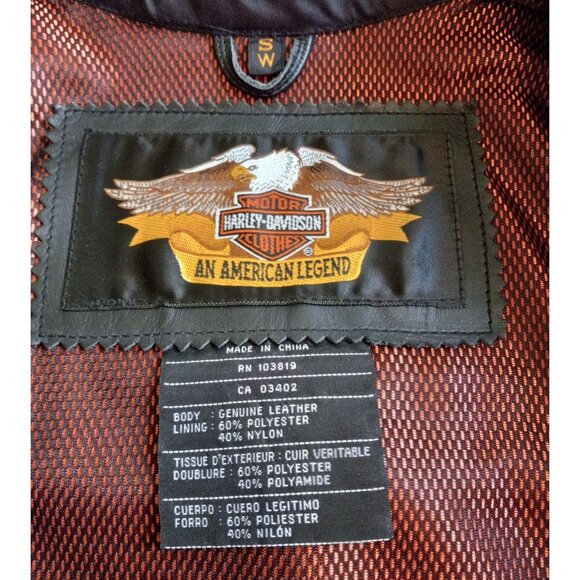 SW
MOTOR
HARLEY-DAVIDSON
CLOTHES
®
AN AMERICAN LEGEND
MADE IN CHINA
RN 103819
CA 03402
BODY : GENUINE LEATHER
LINING : 60% POLYESTER
40% NYLON
TISSUE D'EXTERIEUR : CUIR VERITABLE
DOUBLURE : 60% POLYESTER
40% POLYAMIDE
CUERPO : CUERO LEGITIMO
FORRO : 60% POLIESTER
40% NILÓN